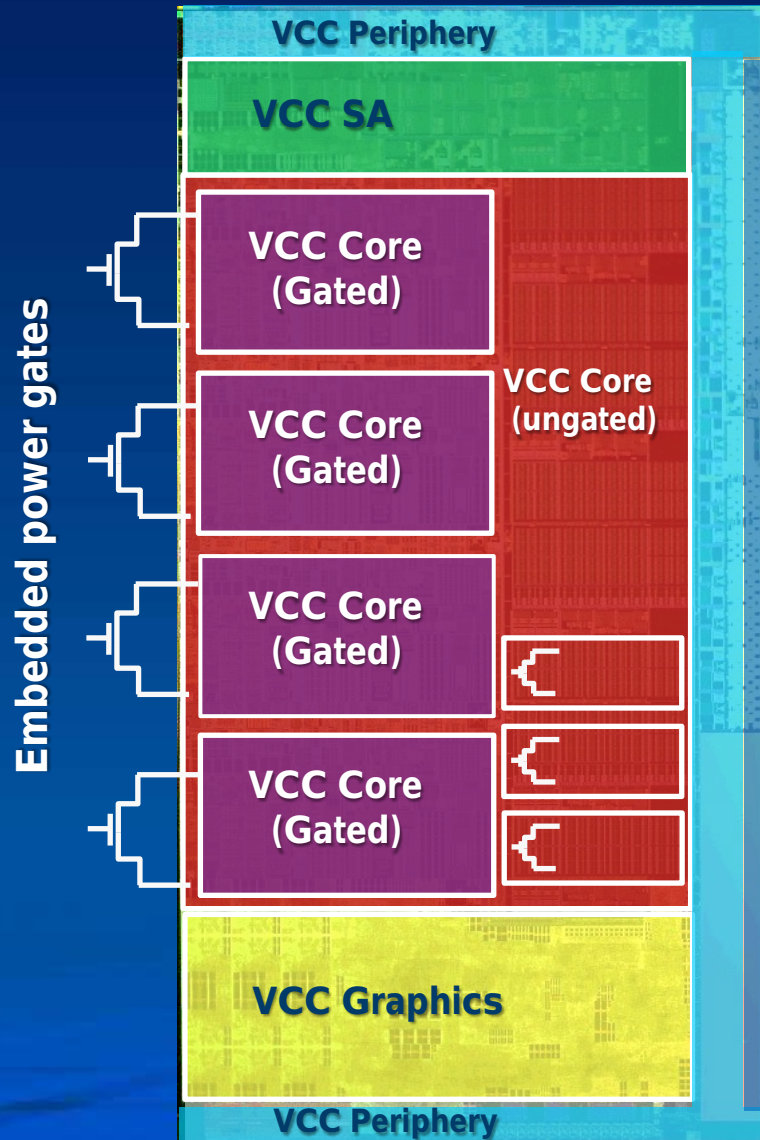 VCC Periphery
VCC SA
VCC Core
(Gated)
VCC Core
(ungated)
VCC Core
(Gated)
VCC Core
(Gated)
VCC Core
(Gated)
VCC Graphics
VCC Periphery
Embedded power gates